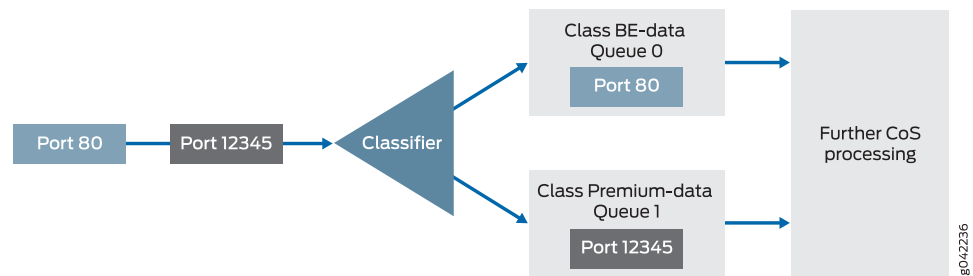 Port 80
Port 12345
Classifier
Class BE-data
Queue 0
Port 80
Class Premium-data
Queue 1
Port 12345
Further CoS
processing
g042236